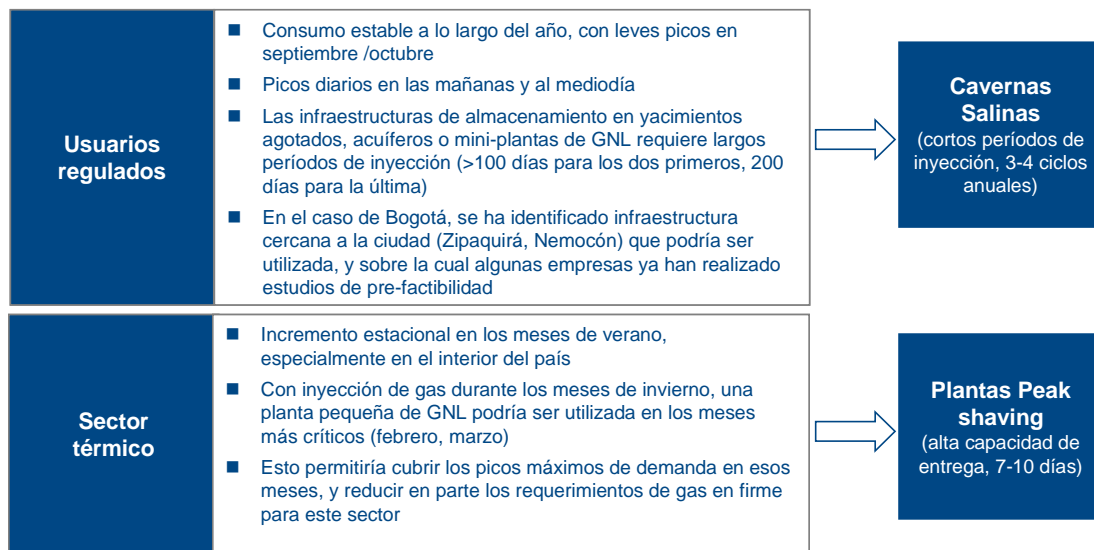 Usuarios
regulados
Consumo estable a lo largo del año, con leves picos en
septiembre /octubre
Picos diarios en las mañanas y al mediodía
Las infraestructuras de almacenamiento en yacimientos
agotados, acuíferos o mini-plantas de GNL requiere largos
períodos de inyección (>100 días para los dos primeros, 200
días para la última)
En el caso de Bogotá, se ha identificado infraestructura
cercana a la ciudad (Zipaquirá, Nemocón) que podría ser
utilizada, y sobre la cual algunas empresas ya han realizado
estudios de pre-factibilidad
Cavernas
Salinas
(cortos períodos de
inyección, 3-4 ciclos
anuales)
Sector
térmico
Incremento estacional en los meses de verano,
especialmente en el interior del país
Con inyección de gas durante los meses de invierno, una
planta pequeña de GNL podría ser utilizada en los meses
más críticos (febrero, marzo)
Esto permitiría cubrir los picos máximos de demanda en esos
meses, y reducir en parte los requerimientos de gas en firme
para este sector
Plantas Peak
shaving
(alta capacidad de
entrega, 7-10 días)